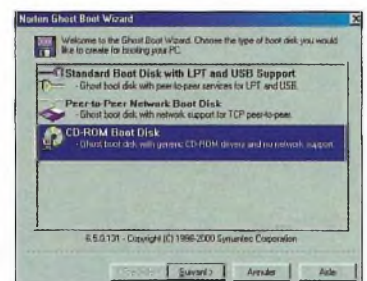 Norton Ghost Boot Wizard
Welcome to the Ghost Boot Wizard. Choose the type of boot disk you would
like to create for booting your PC.
Standard Boot Disk with LPT and USB Support
- Ghost boot disk with peer-to-peer services for LPT and USB.
Peer-to-Peer Network Boot Disk
- Ghost boot disk with network support for TCP peer-to-peer.
CD-ROM Boot Disk
- Ghost boot disk with generic CD-ROM drivers and no network support.
6.5.0.131 - Copyright (C) 1998-2000 Symantec Corporation
Suivant > Annuler Aide